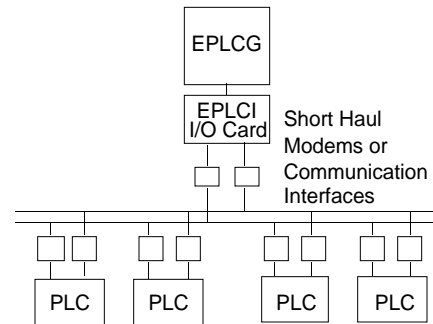 EPLCG
EPLCI
I/O Card
Short Haul
Modems or
Communication
Interfaces
PLC
PLC
PLC
PLC